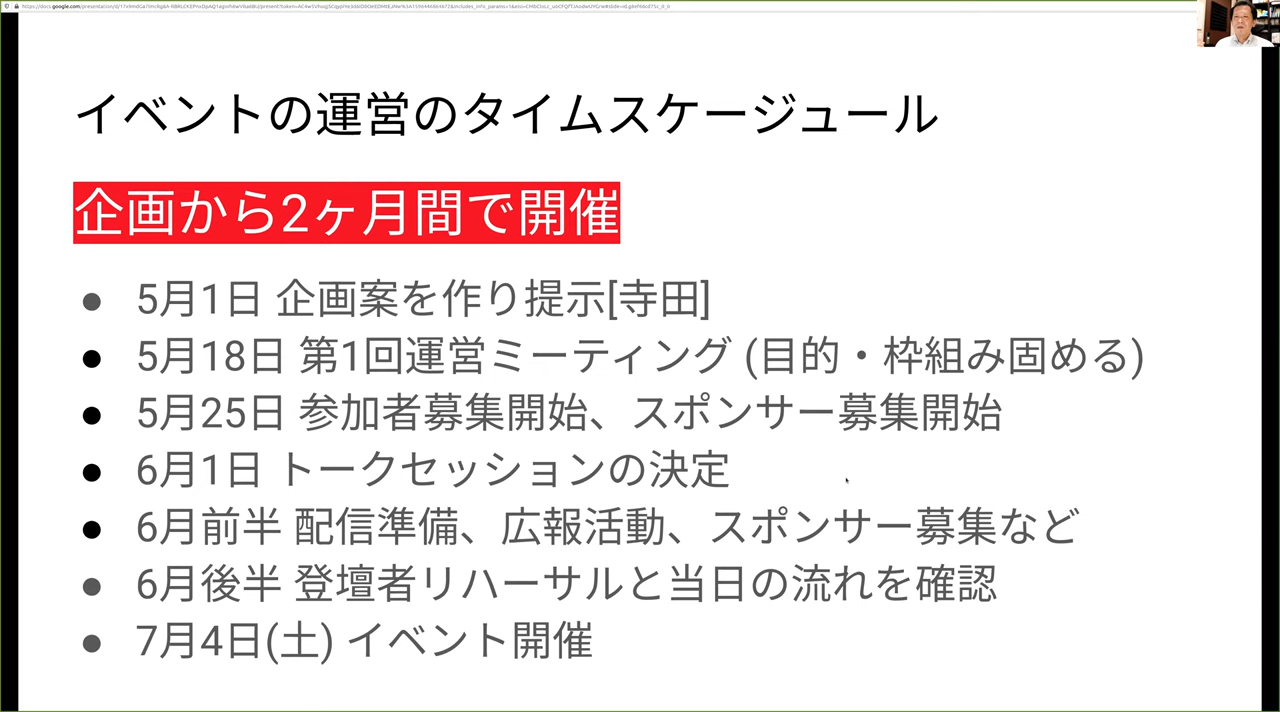 イベントの運営のタイムスケージュール
企画から2ヶ月間で開催
● 5月1日 企画案を作り提示[寺田]
● 5月18日 第1回運営ミーティング (目的・枠組み固める)
● 5月25日 参加者募集開始、スポンサー募集開始
● 6月1日 トークセッションの決定
● 6月前半 配信準備、広報活動、スポンサー募集など
● 6月後半 登壇者リハーサルと当日の流れを確認
● 7月4日(土) イベント開催